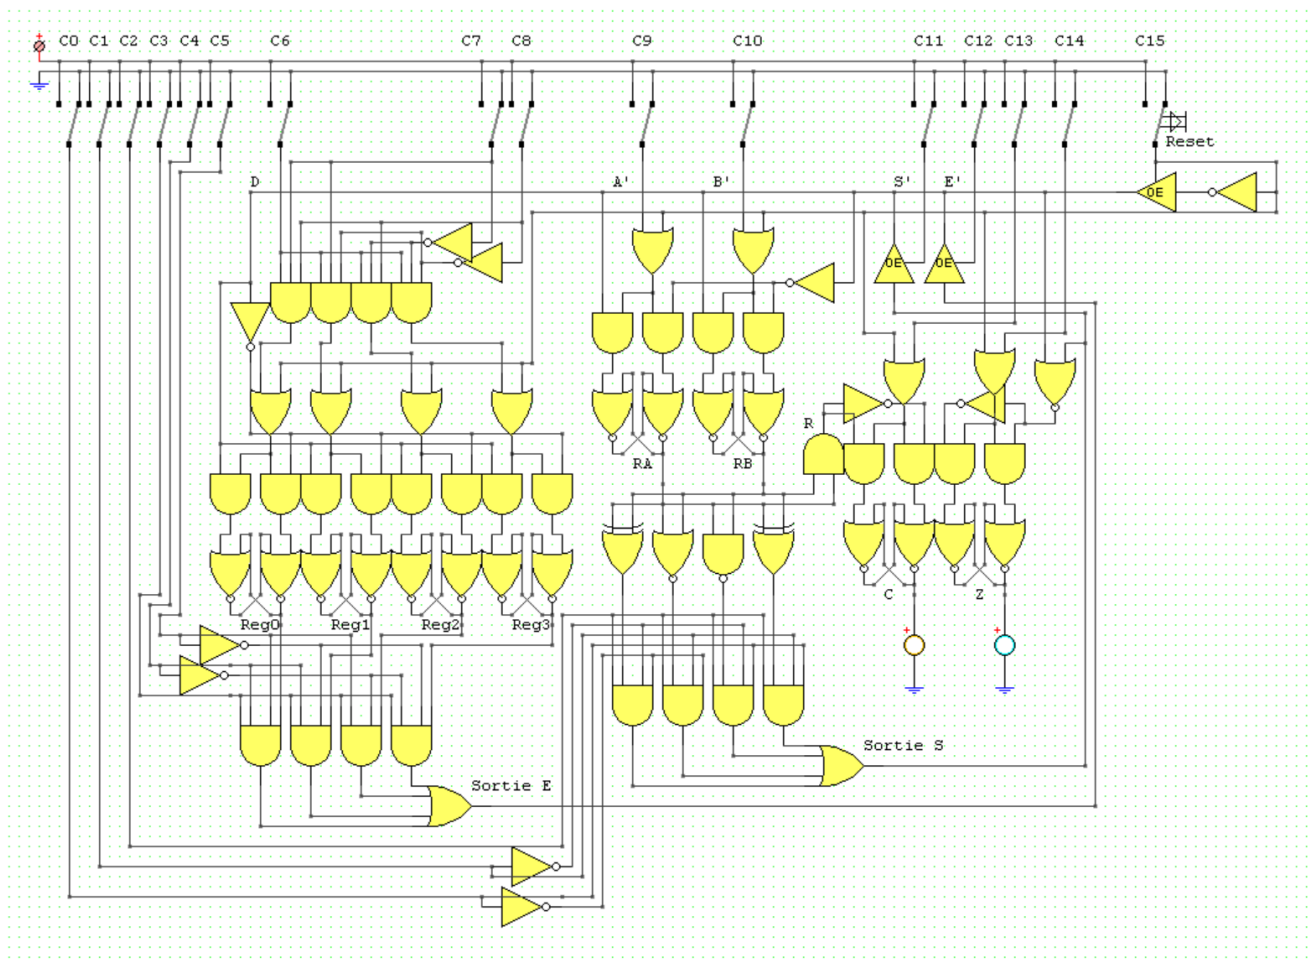 C0 C1 C2 C3 C4 C5 C6 C7 C8 C9 C10 C11 C12 C13 C14 C15
Reset
D A' B' S' E' OE
OE OE
R
RA RB
C Z
Reg0 Reg1 Reg2 Reg3
Sortie S
Sortie E